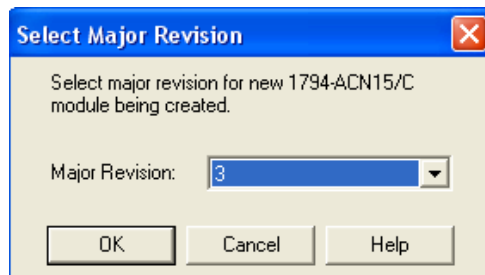 Select Major Revision
Select major revision for new 1794-ACN15/C
module being created.
Major Revision: 3
OK Cancel Help